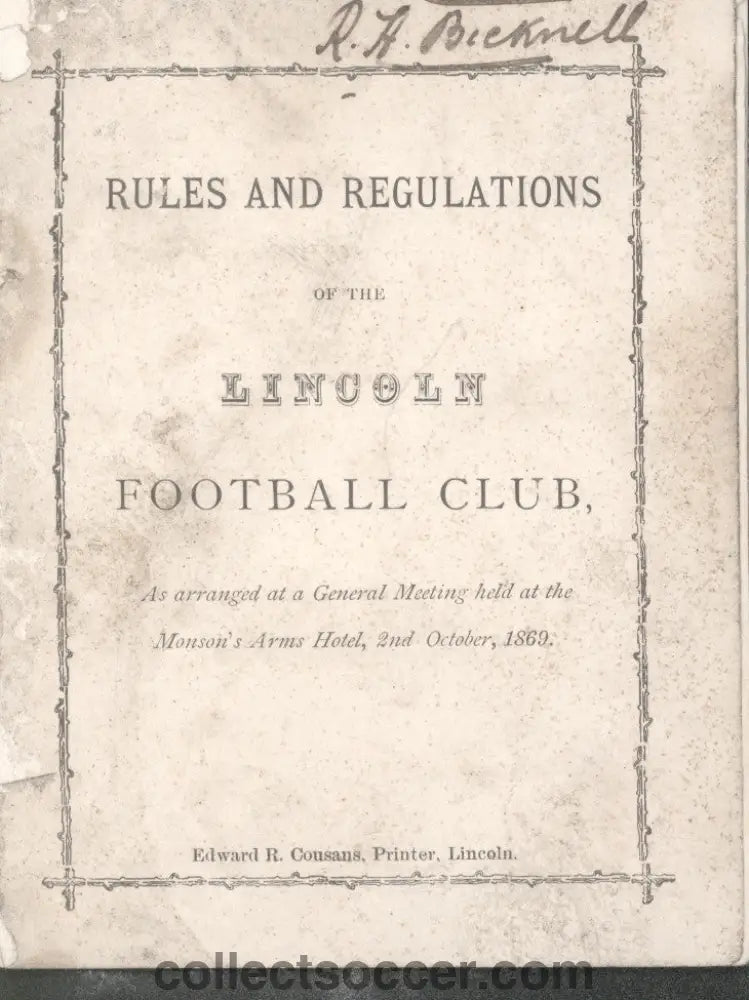 R. H. Bicknell
RULES AND REGULATIONS
OF THE
LINCOLN
FOOTBALL CLUB,
As arranged at a General Meeting held at the
Monson's Arms Hotel, 2nd October, 1869.
Edward R. Cousans, Printer, Lincoln.
collectsoccer.com